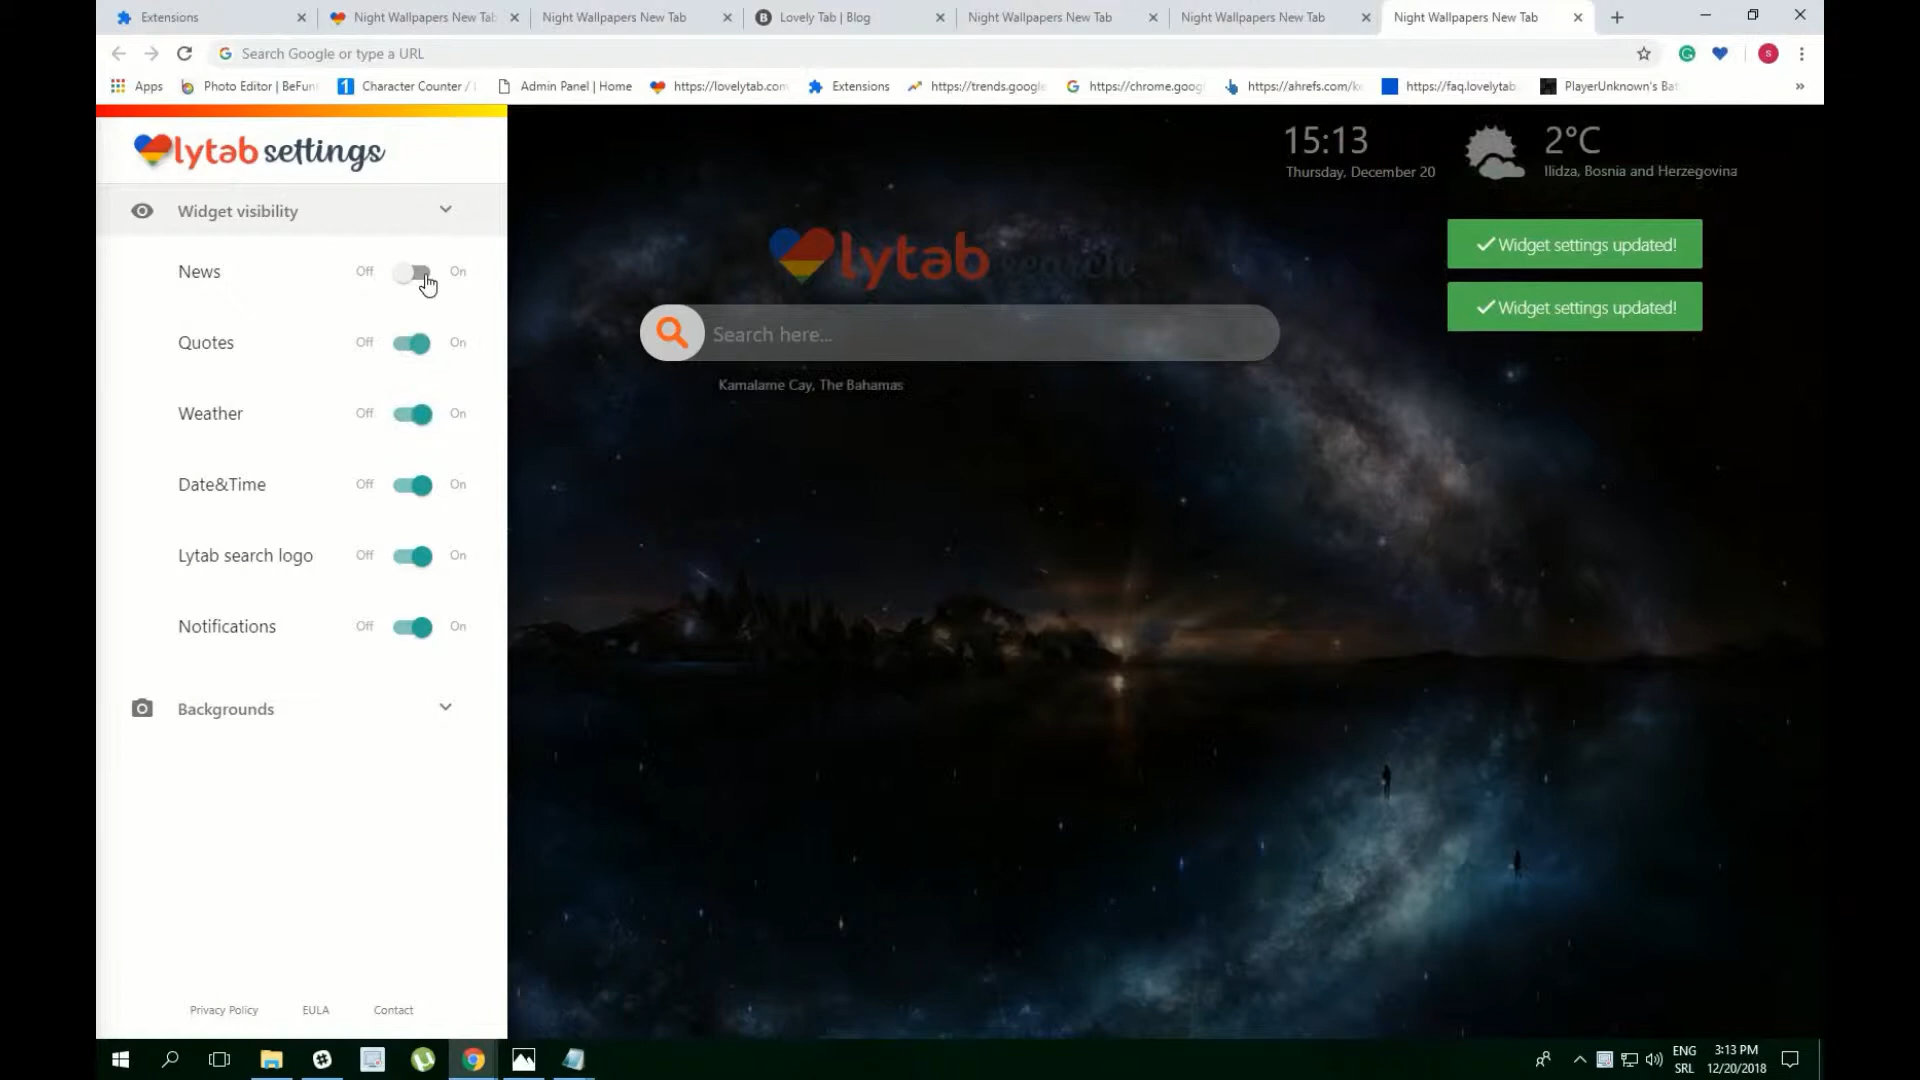 Extensions
Night Wallpapers New Tab
Night Wallpapers New Tab
Lovely Tab | Blog
Night Wallpapers New Tab
Night Wallpapers New Tab
Night Wallpapers New Tab
Search Google or type a URL
S
Apps
Photo Editor | BeFun
1
Character Counter /
Admin Panel | Home
https://lovelytab.com
Extensions
https://trends.google
https://chrome.goog
https://ahrefs.com/ke
https://faq.lovelytab.
PlayerUnknown's Bat
»
lytab settings
Widget visibility
News Off On
Quotes Off On
Weather Off On
Date&Time Off On
Lytab search logo Off On
Notifications Off On
Backgrounds
Privacy Policy EULA Contact
15:13
Thursday, December 20
2°C
Ilidza, Bosnia and Herzegovina
Widget settings updated!
Widget settings updated!
lytab search
Search here...
Kamalame Cay, The Bahamas
ENG
SRL
3:13 PM
12/20/2018